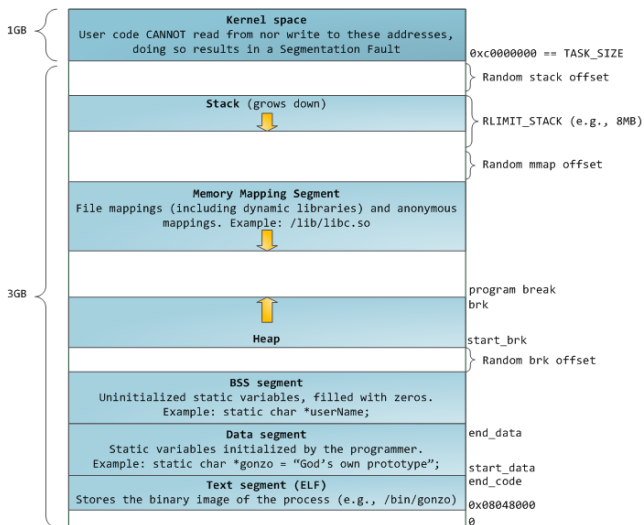 1GB
Kernel space
User code CANNOT read from nor write to these addresses,
doing so results in a Segmentation Fault
0xc0000000 == TASK_SIZE
Random stack offset
Stack (grows down)
RLIMIT_STACK (e.g., 8MB)
Random mmap offset
Memory Mapping Segment
File mappings (including dynamic libraries) and anonymous
mappings. Example: /lib/libc.so
3GB
program break
brk
Heap
start_brk
Random brk offset
BSS segment
Uninitialized static variables, filled with zeros.
Example: static char *userName;
Data segment
Static variables initialized by the programmer.
Example: static char *gonzo = “God’s own prototype”;
end_data
start_data
Text segment (ELF)
Stores the binary image of the process (e.g., /bin/gonzo)
end_code
0x08048000
0